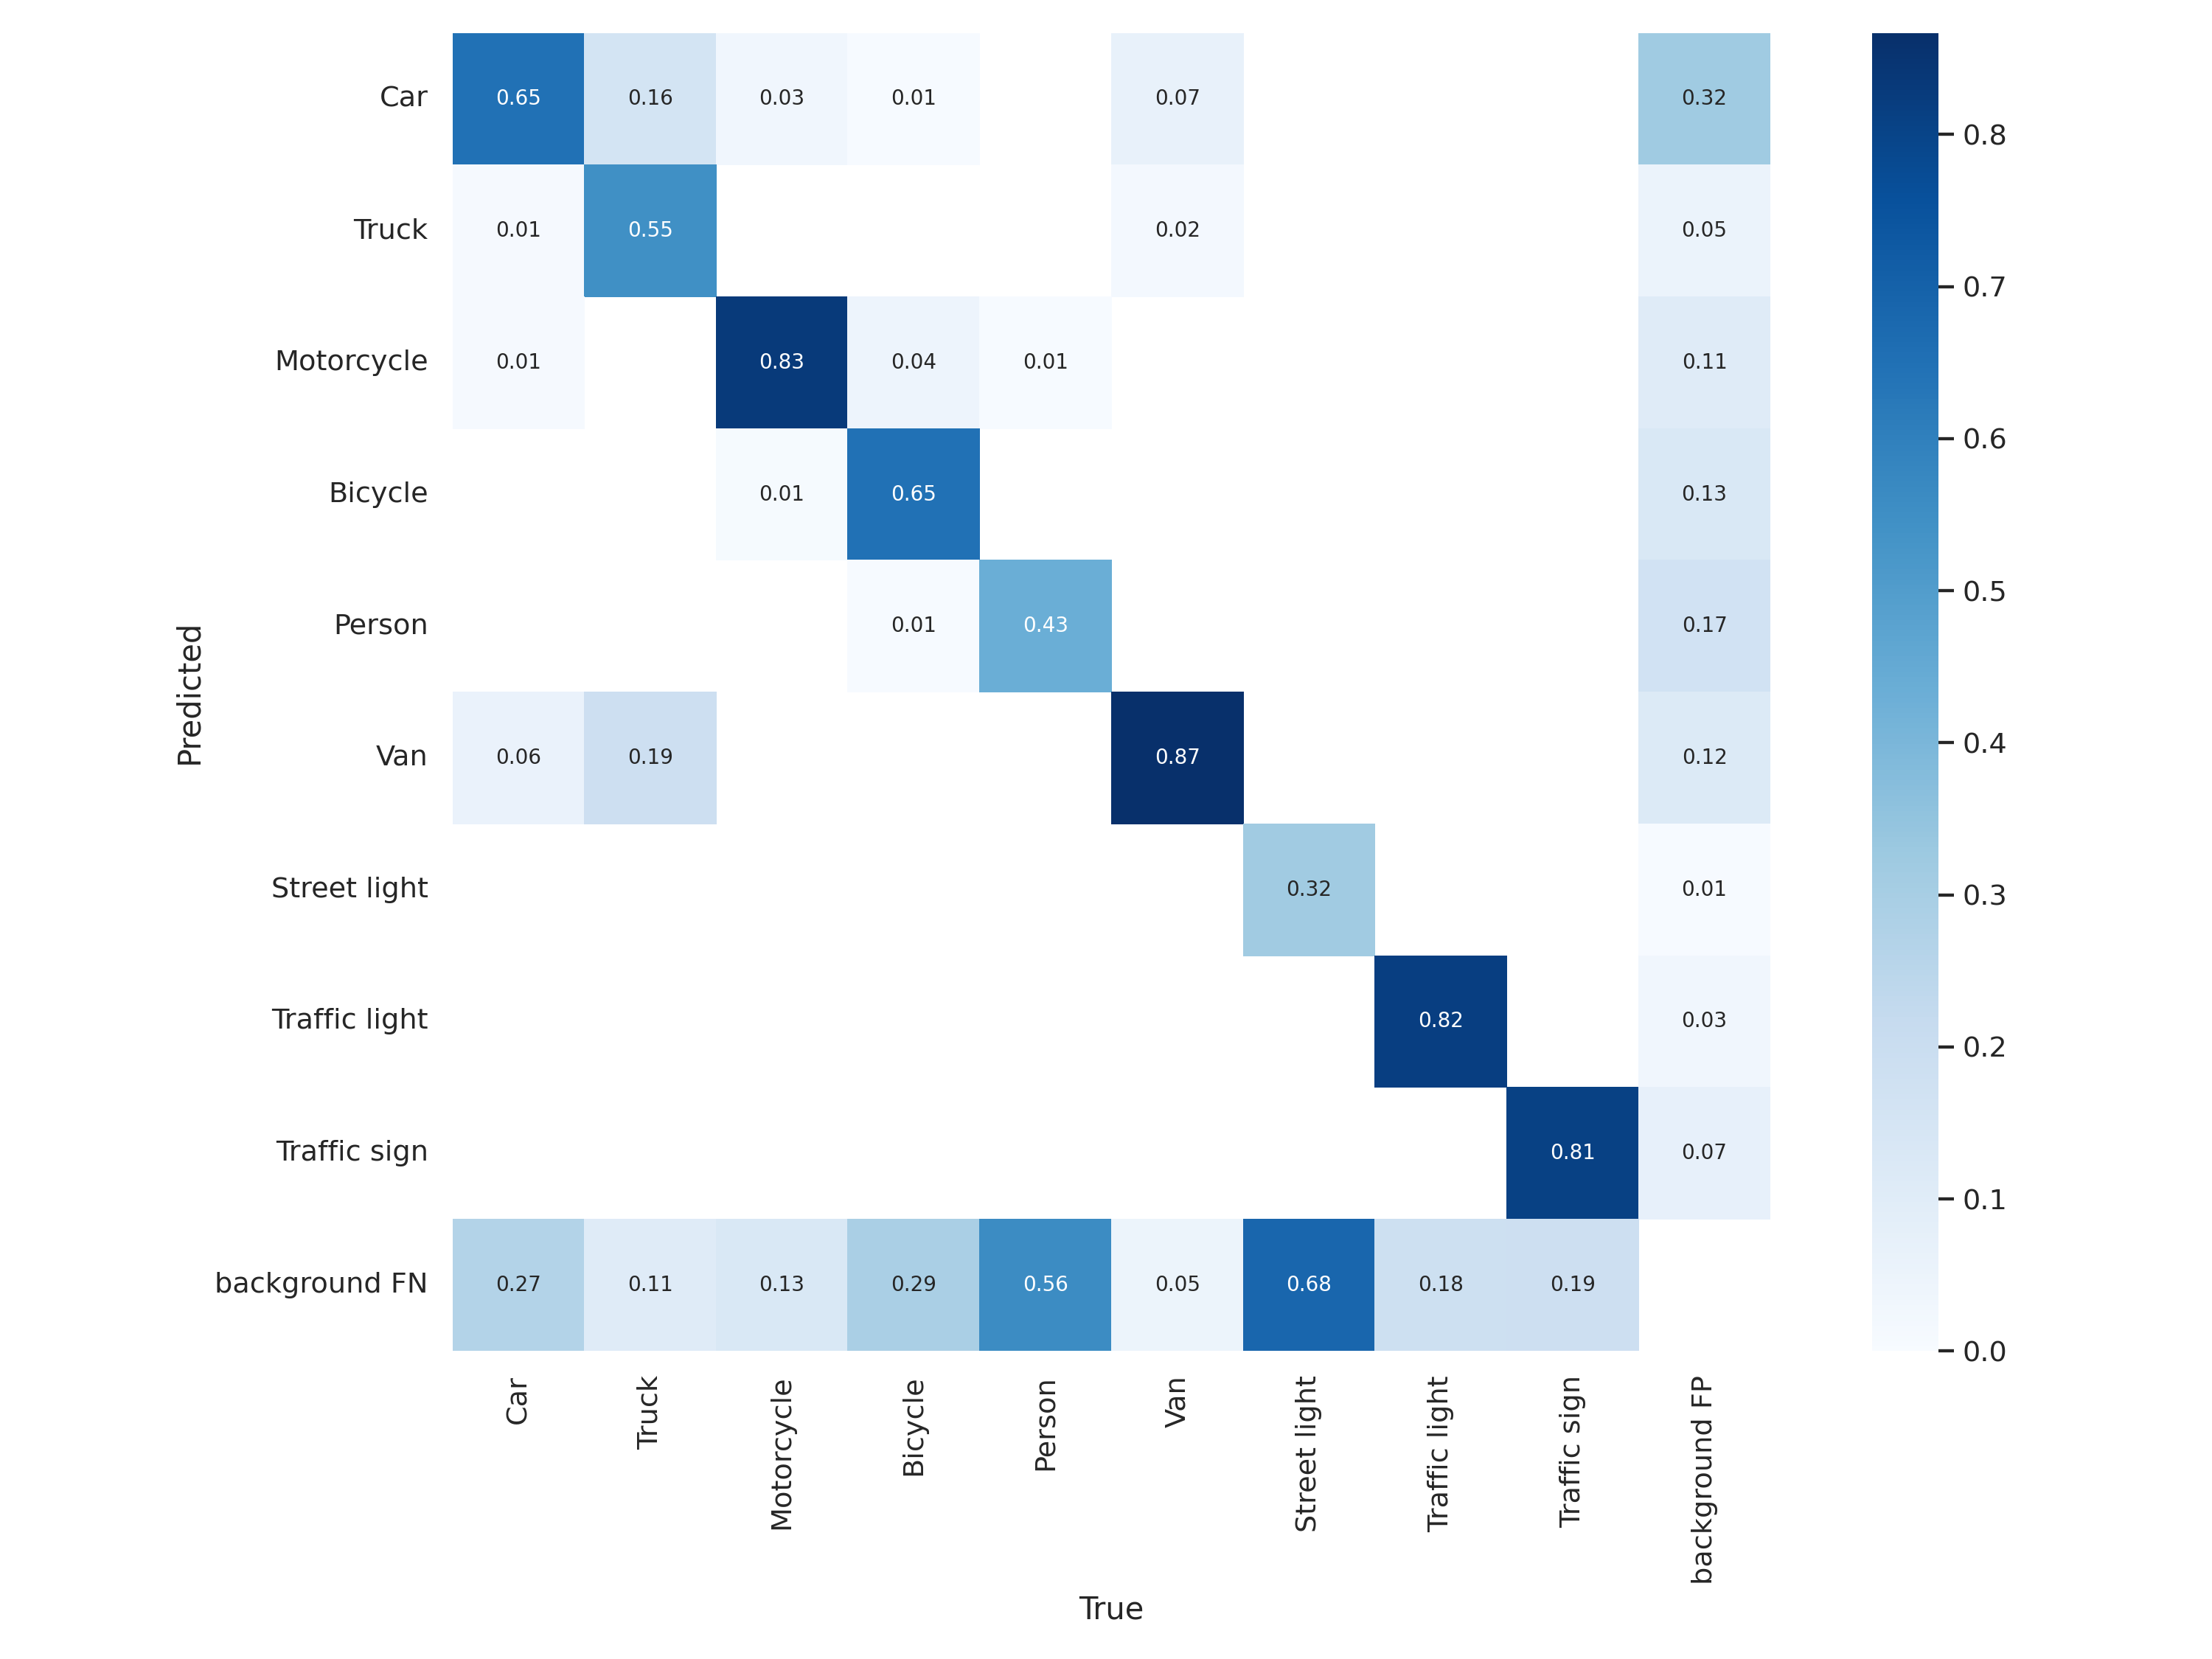 Car 0.65 0.16 0.03 0.01 0.07 0.32
Truck 0.01 0.55 0.02 0.05
Motorcycle 0.01 0.83 0.04 0.01 0.11
Bicycle 0.01 0.65 0.13
Person 0.01 0.43 0.17
Van 0.06 0.19 0.87 0.12
Street light 0.32 0.01
Traffic light 0.82 0.03
Traffic sign 0.81 0.07
background FN 0.27 0.11 0.13 0.29 0.56 0.05 0.68 0.18 0.19
Predicted
Car
Truck
Motorcycle
Bicycle
Person
Van
Street light
Traffic light
Traffic sign
background FP
True
0.8
0.7
0.6
0.5
0.4
0.3
0.2
0.1
0.0